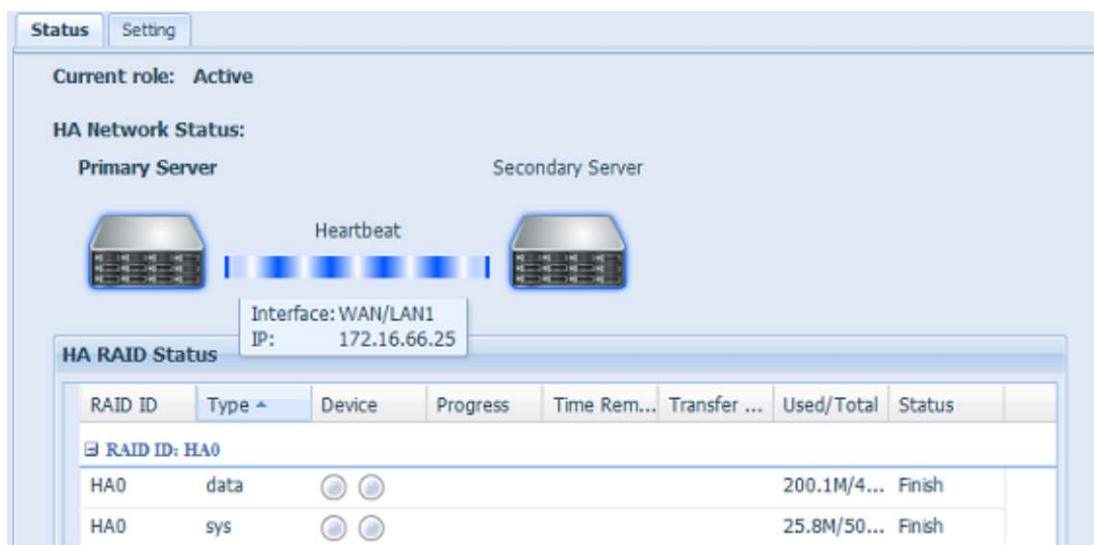 Status Setting
Current role: Active
HA Network Status:
Primary Server Secondary Server
Heartbeat
Interface: WAN/LAN1
IP: 172.16.66.25
HA RAID Status
RAID ID Type Device Progress Time Rem... Transfer ... Used/Total Status
RAID ID: HA0
HA0 data 200.1M/4... Finish
HA0 sys 25.8M/50... Finish